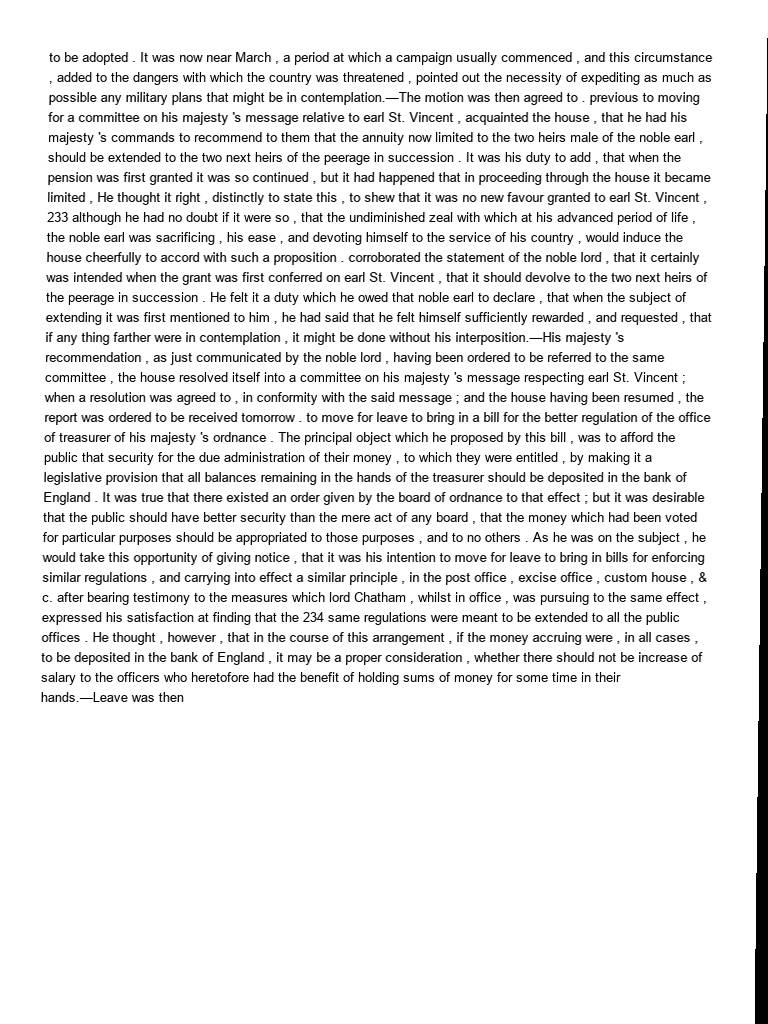 to be adopted . It was now near March , a period at which a campaign usually commenced , and this circumstance
, added to the dangers with which the country was threatened , pointed out the necessity of expediting as much as
possible any military plans that might be in contemplation.—The motion was then agreed to . previous to moving
for a committee on his majesty 's message relative to earl St. Vincent , acquainted the house , that he had his
majesty 's commands to recommend to them that the annuity now limited to the two heirs male of the noble earl ,
should be extended to the two next heirs of the peerage in succession . It was his duty to add , that when the
pension was first granted it was so continued , but it had happened that in proceeding through the house it became
limited , He thought it right , distinctly to state this , to shew that it was no new favour granted to earl St. Vincent ,
233 although he had no doubt if it were so , that the undiminished zeal with which at his advanced period of life ,
the noble earl was sacrificing , his ease , and devoting himself to the service of his country , would induce the
house cheerfully to accord with such a proposition . corroborated the statement of the noble lord , that it certainly
was intended when the grant was first conferred on earl St. Vincent , that it should devolve to the two next heirs of
the peerage in succession . He felt it a duty which he owed that noble earl to declare , that when the subject of
extending it was first mentioned to him , he had said that he felt himself sufficiently rewarded , and requested , that
if any thing farther were in contemplation , it might be done without his interposition.—His majesty 's
recommendation , as just communicated by the noble lord , having been ordered to be referred to the same
committee , the house resolved itself into a committee on his majesty 's message respecting earl St. Vincent ;
when a resolution was agreed to , in conformity with the said message ; and the house having been resumed , the
report was ordered to be received tomorrow . to move for leave to bring in a bill for the better regulation of the office
of treasurer of his majesty 's ordnance . The principal object which he proposed by this bill , was to afford the
public that security for the due administration of their money , to which they were entitled , by making it a
legislative provision that all balances remaining in the hands of the treasurer should be deposited in the bank of
England . It was true that there existed an order given by the board of ordnance to that effect ; but it was desirable
that the public should have better security than the mere act of any board , that the money which had been voted
for particular purposes should be appropriated to those purposes , and to no others . As he was on the subject , he
would take this opportunity of giving notice , that it was his intention to move for leave to bring in bills for enforcing
similar regulations , and carrying into effect a similar principle , in the post office , excise office , custom house , &
c. after bearing testimony to the measures which lord Chatham , whilst in office , was pursuing to the same effect ,
expressed his satisfaction at finding that the 234 same regulations were meant to be extended to all the public
offices . He thought , however , that in the course of this arrangement , if the money accruing were , in all cases ,
to be deposited in the bank of England , it may be a proper consideration , whether there should not be increase of
salary to the officers who heretofore had the benefit of holding sums of money for some time in their
hands.—Leave was then